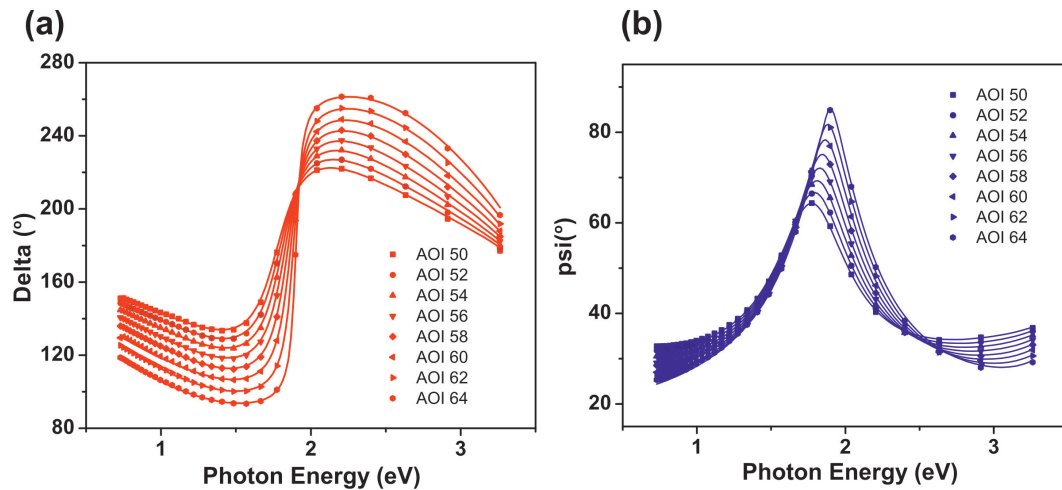 (a)
280
240
200
160
120
80
Delta (°)
AOI 50
AOI 52
AOI 54
AOI 56
AOI 58
AOI 60
AOI 62
AOI 64
1
2
3
Photon Energy (eV)
(b)
80
60
40
20
psi(°)
AOI 50
AOI 52
AOI 54
AOI 56
AOI 58
AOI 60
AOI 62
AOI 64
1
2
3
Photon Energy (eV)